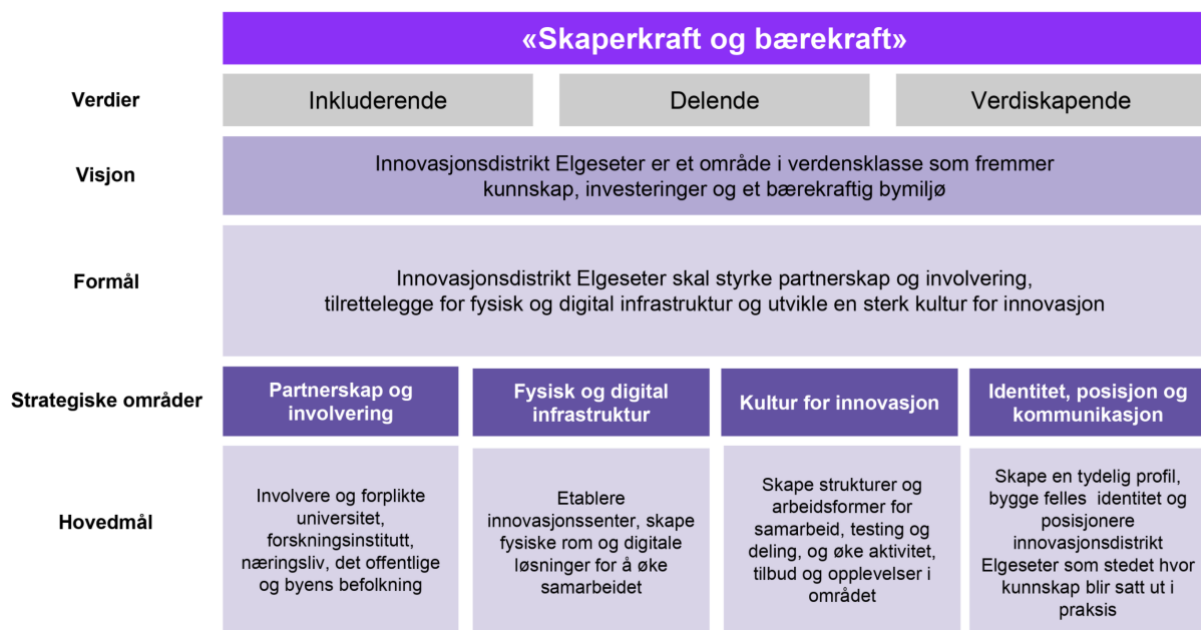 «Skaperkraft og bærekraft»
Verdier
Inkluderende
Delende
Verdiskapende
Visjon
Innovasjonsdistrikt Elgeseter er et område i verdensklasse som fremmer
kunnskap, investeringer og et bærekraftig bymiljø
Formål
Innovasjonsdistrikt Elgeseter skal styrke partnerskap og involvering,
tilrettelegge for fysisk og digital infrastruktur og utvikle en sterk kultur for innovasjon
Strategiske områder
Partnerskap og
involvering
Fysisk og digital
infrastruktur
Kultur for innovasjon
Identitet, posisjon og
kommunikasjon
Hovedmål
Involvere og forplikte
universitet,
forskningsinstitutt,
næringsliv, det offentlige
og byens befolkning
Etablere
innovasjonssenter, skape
fysiske rom og digitale
løsninger for å øke
samarbeidet
Skape strukturer og
arbeidsformer for
samarbeid, testing og
deling, og øke aktivitet,
tilbud og opplevelser i
området
Skape en tydelig profil,
bygge felles identitet og
posisjonere
innovasjonsdistrikt
Elgeseter som stedet hvor
kunnskap blir satt ut i
praksis